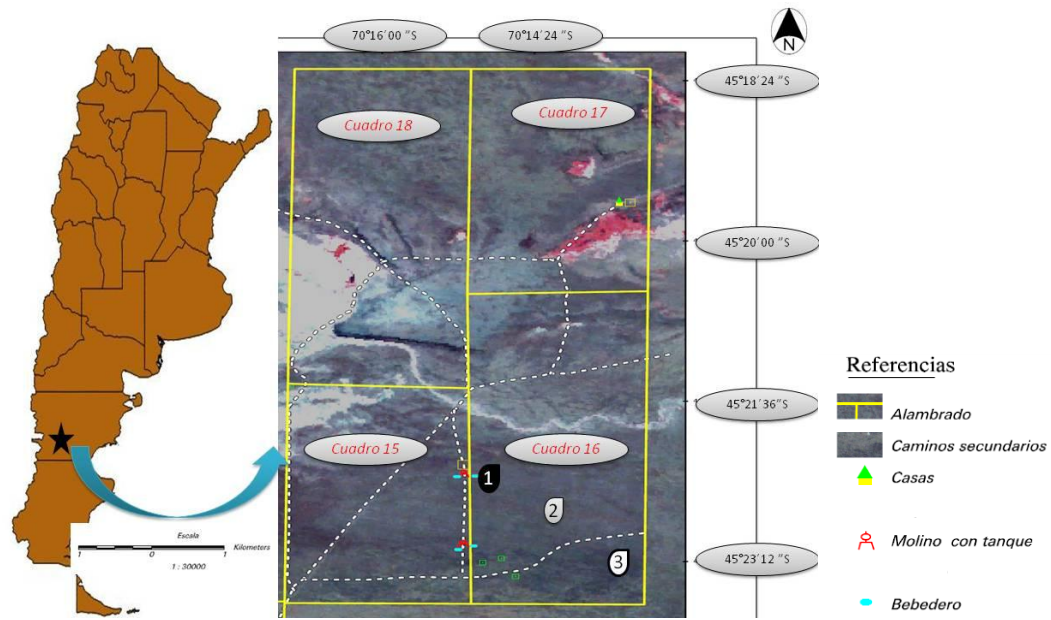 70°16´00 ˝S
70°14´24 ˝S
N
45°18´24 ˝S
Cuadro 18
Cuadro 17
45°20´00 ˝S
Referencias
45°21´36˝S
Alambrado
Cuadro 15
Cuadro 16
Caminos secundarios
1
Casas
2
Escala
1 0 1 Kilometers
1 : 30000
Molino con tanque
3
45°23´12 ˝S
Bebedero